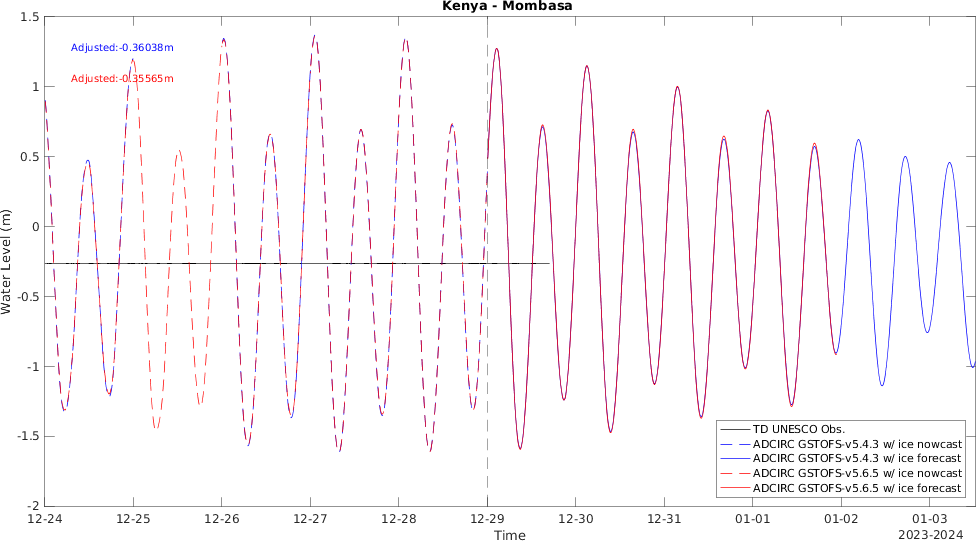 Kenya - Mombasa
1.5
1
0.5
0
-0.5
-1
-1.5
-2
Water Level (m)
Adjusted:-0.36038m
Adjusted:-0.35565m
TD UNESCO Obs.
ADCIRC GSTOFS-v5.4.3 w/ ice nowcast
ADCIRC GSTOFS-v5.4.3 w/ ice forecast
ADCIRC GSTOFS-v5.6.5 w/ ice nowcast
ADCIRC GSTOFS-v5.6.5 w/ ice forecast
12-24 12-25 12-26 12-27 12-28 12-29 12-30 12-31 01-01 01-02 01-03
Time
2023-2024